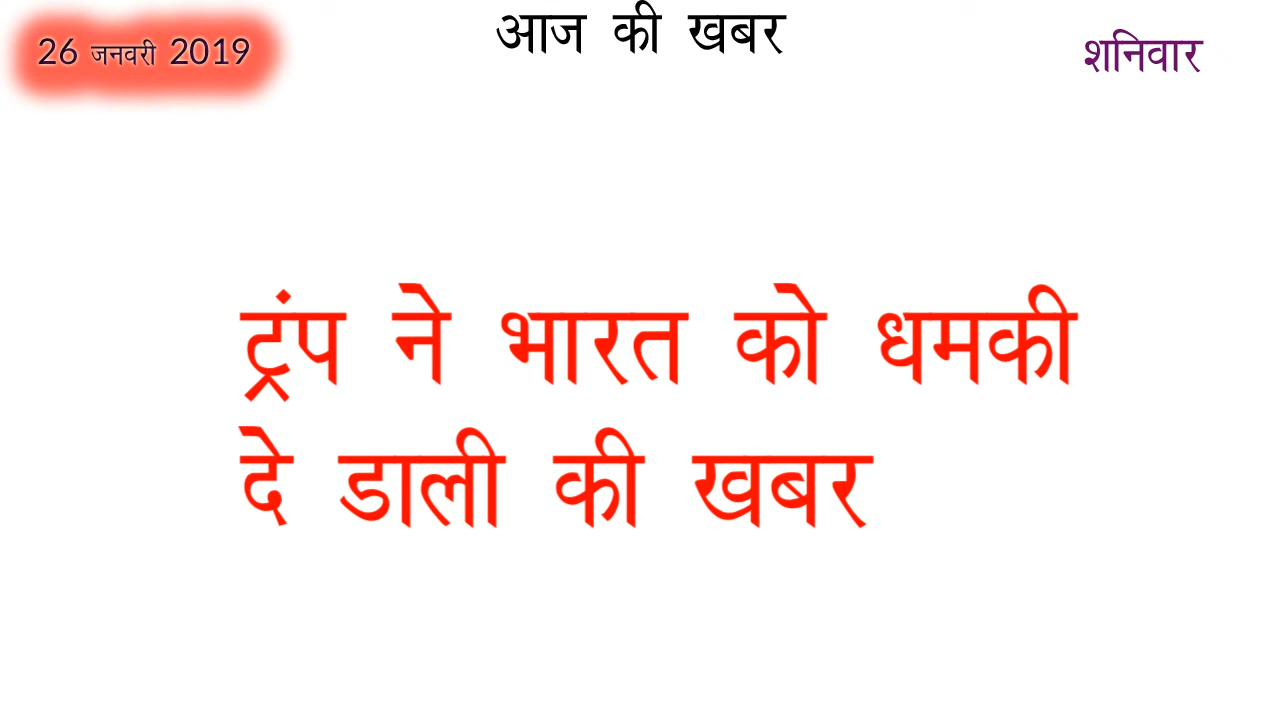 26 जनवरी 2019
आज की खबर
शनिवार
ट्रंप ने भारत को धमकी
दे डाली की खबर